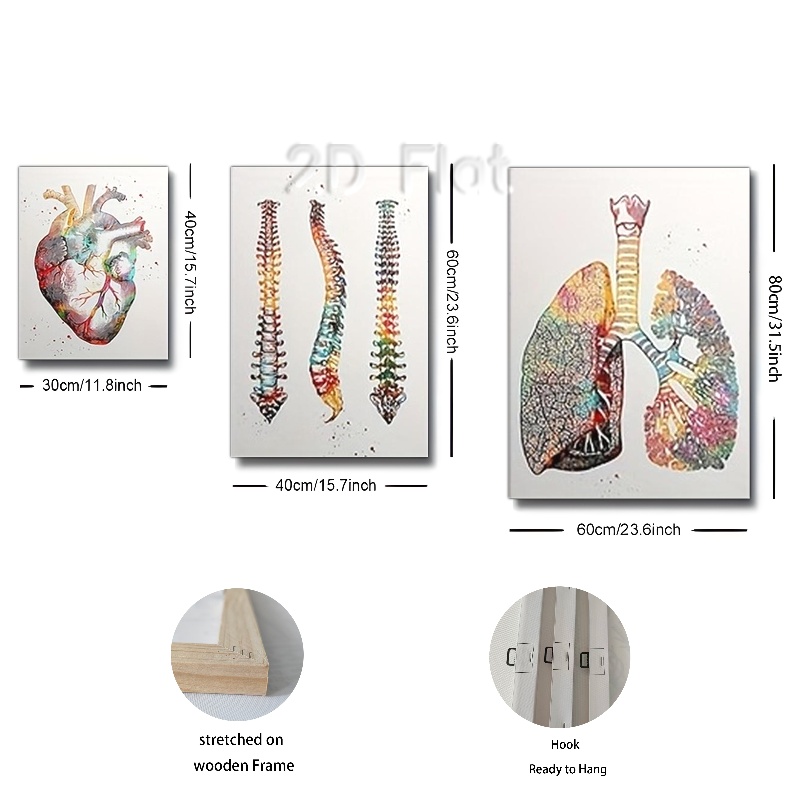 2D Flat
40cm/15.7inch
30cm/11.8inch
60cm/23.6inch
40cm/15.7inch
80cm/31.5inch
60cm/23.6inch
stretched on
wooden Frame
Hook
Ready to Hang